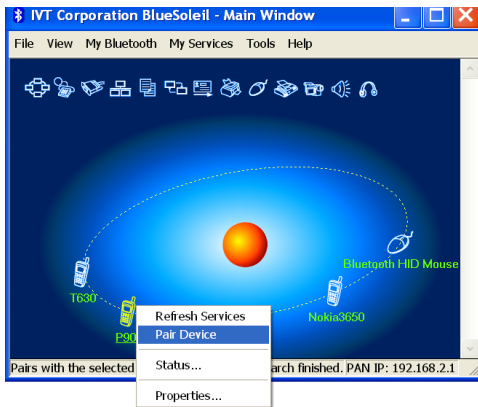 IVT Corporation BlueSoleil - Main Window
File View My Bluetooth My Services Tools Help
Bluetooth HID Mouse
T630
Nokia3650
P90
Refresh Services
Pair Device
Status...
Properties...
Pairs with the selected arch finished. PAN IP: 192.168.2.1